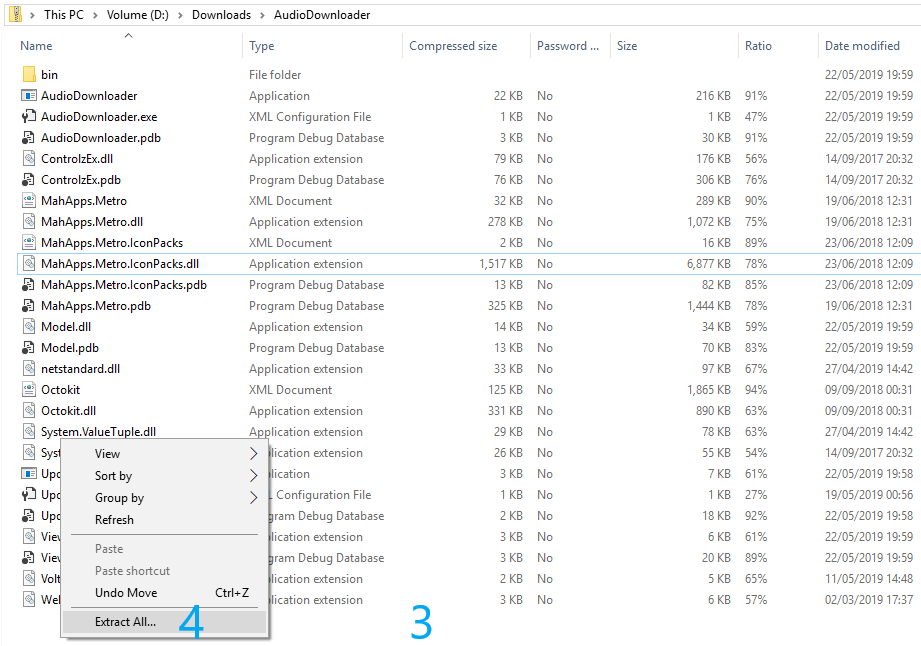 This PC > Volume (D:) > Downloads > AudioDownloader
Name Type Compressed size Password ... Size Ratio Date modified
bin File folder 22/05/2019 19:59
AudioDownloader Application 22 KB No 216 KB 91% 22/05/2019 19:59
AudioDownloader.exe XML Configuration File 1 KB No 1 KB 47% 22/05/2019 19:59
AudioDownloader.pdb Program Debug Database 3 KB No 30 KB 91% 22/05/2019 19:59
ControlzEx.dll Application extension 79 KB No 176 KB 56% 14/09/2017 20:32
ControlzEx.pdb Program Debug Database 76 KB No 306 KB 76% 14/09/2017 20:32
MahApps.Metro XML Document 32 KB No 289 KB 90% 19/06/2018 12:31
MahApps.Metro.dll Application extension 278 KB No 1,072 KB 75% 19/06/2018 12:31
MahApps.Metro.IconPacks XML Document 2 KB No 16 KB 89% 23/06/2018 12:09
MahApps.Metro.IconPacks.dll Application extension 1,517 KB No 6,877 KB 78% 23/06/2018 12:09
MahApps.Metro.IconPacks.pdb Program Debug Database 13 KB No 82 KB 85% 23/06/2018 12:09
MahApps.Metro.pdb Program Debug Database 325 KB No 1,444 KB 78% 19/06/2018 12:31
Model.dll Application extension 14 KB No 34 KB 59% 22/05/2019 19:59
Model.pdb Program Debug Database 13 KB No 70 KB 83% 22/05/2019 19:59
netstandard.dll Application extension 33 KB No 97 KB 67% 27/04/2019 14:42
Octokit XML Document 125 KB No 1,865 KB 94% 09/09/2018 00:31
Octokit.dll Application extension 331 KB No 890 KB 63% 09/09/2018 00:31
System.ValueTuple.dll Application extension 29 KB No 78 KB 63% 27/04/2019 14:42
Syst lication extension 26 KB No 55 KB 54% 14/09/2017 20:32
Upd lication 3 KB No 7 KB 61% 22/05/2019 19:58
Upd L Configuration File 1 KB No 1 KB 27% 19/05/2019 00:56
Upd gram Debug Database 2 KB No 18 KB 92% 22/05/2019 19:58
View lication extension 3 KB No 6 KB 61% 22/05/2019 19:59
View gram Debug Database 3 KB No 20 KB 89% 22/05/2019 19:59
Volt lication extension 2 KB No 5 KB 65% 11/05/2019 14:48
Wel lication extension 3 KB No 6 KB 57% 02/03/2019 17:37
View
Sort by
Group by
Refresh
Paste
Paste shortcut
Undo Move Ctrl+Z
Extract All...
4
3